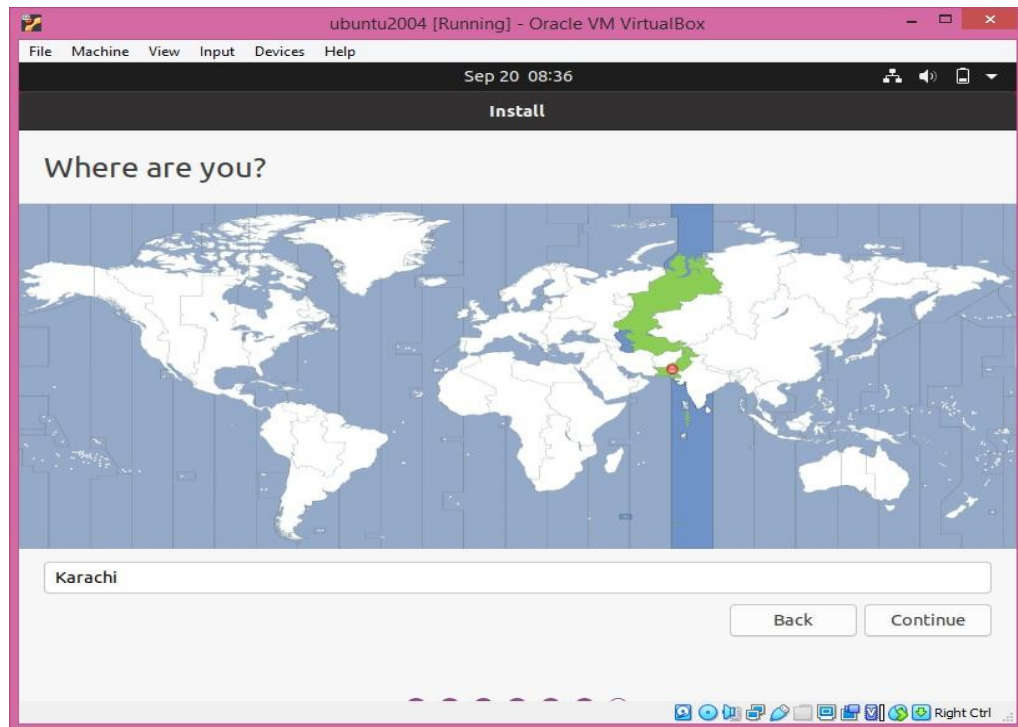 ubuntu2004 [Running] - Oracle VM VirtualBox
File Machine View Input Devices Help
Sep 20 08:36
Install
Where are you?
Karachi
Back Continue
Right Ctrl